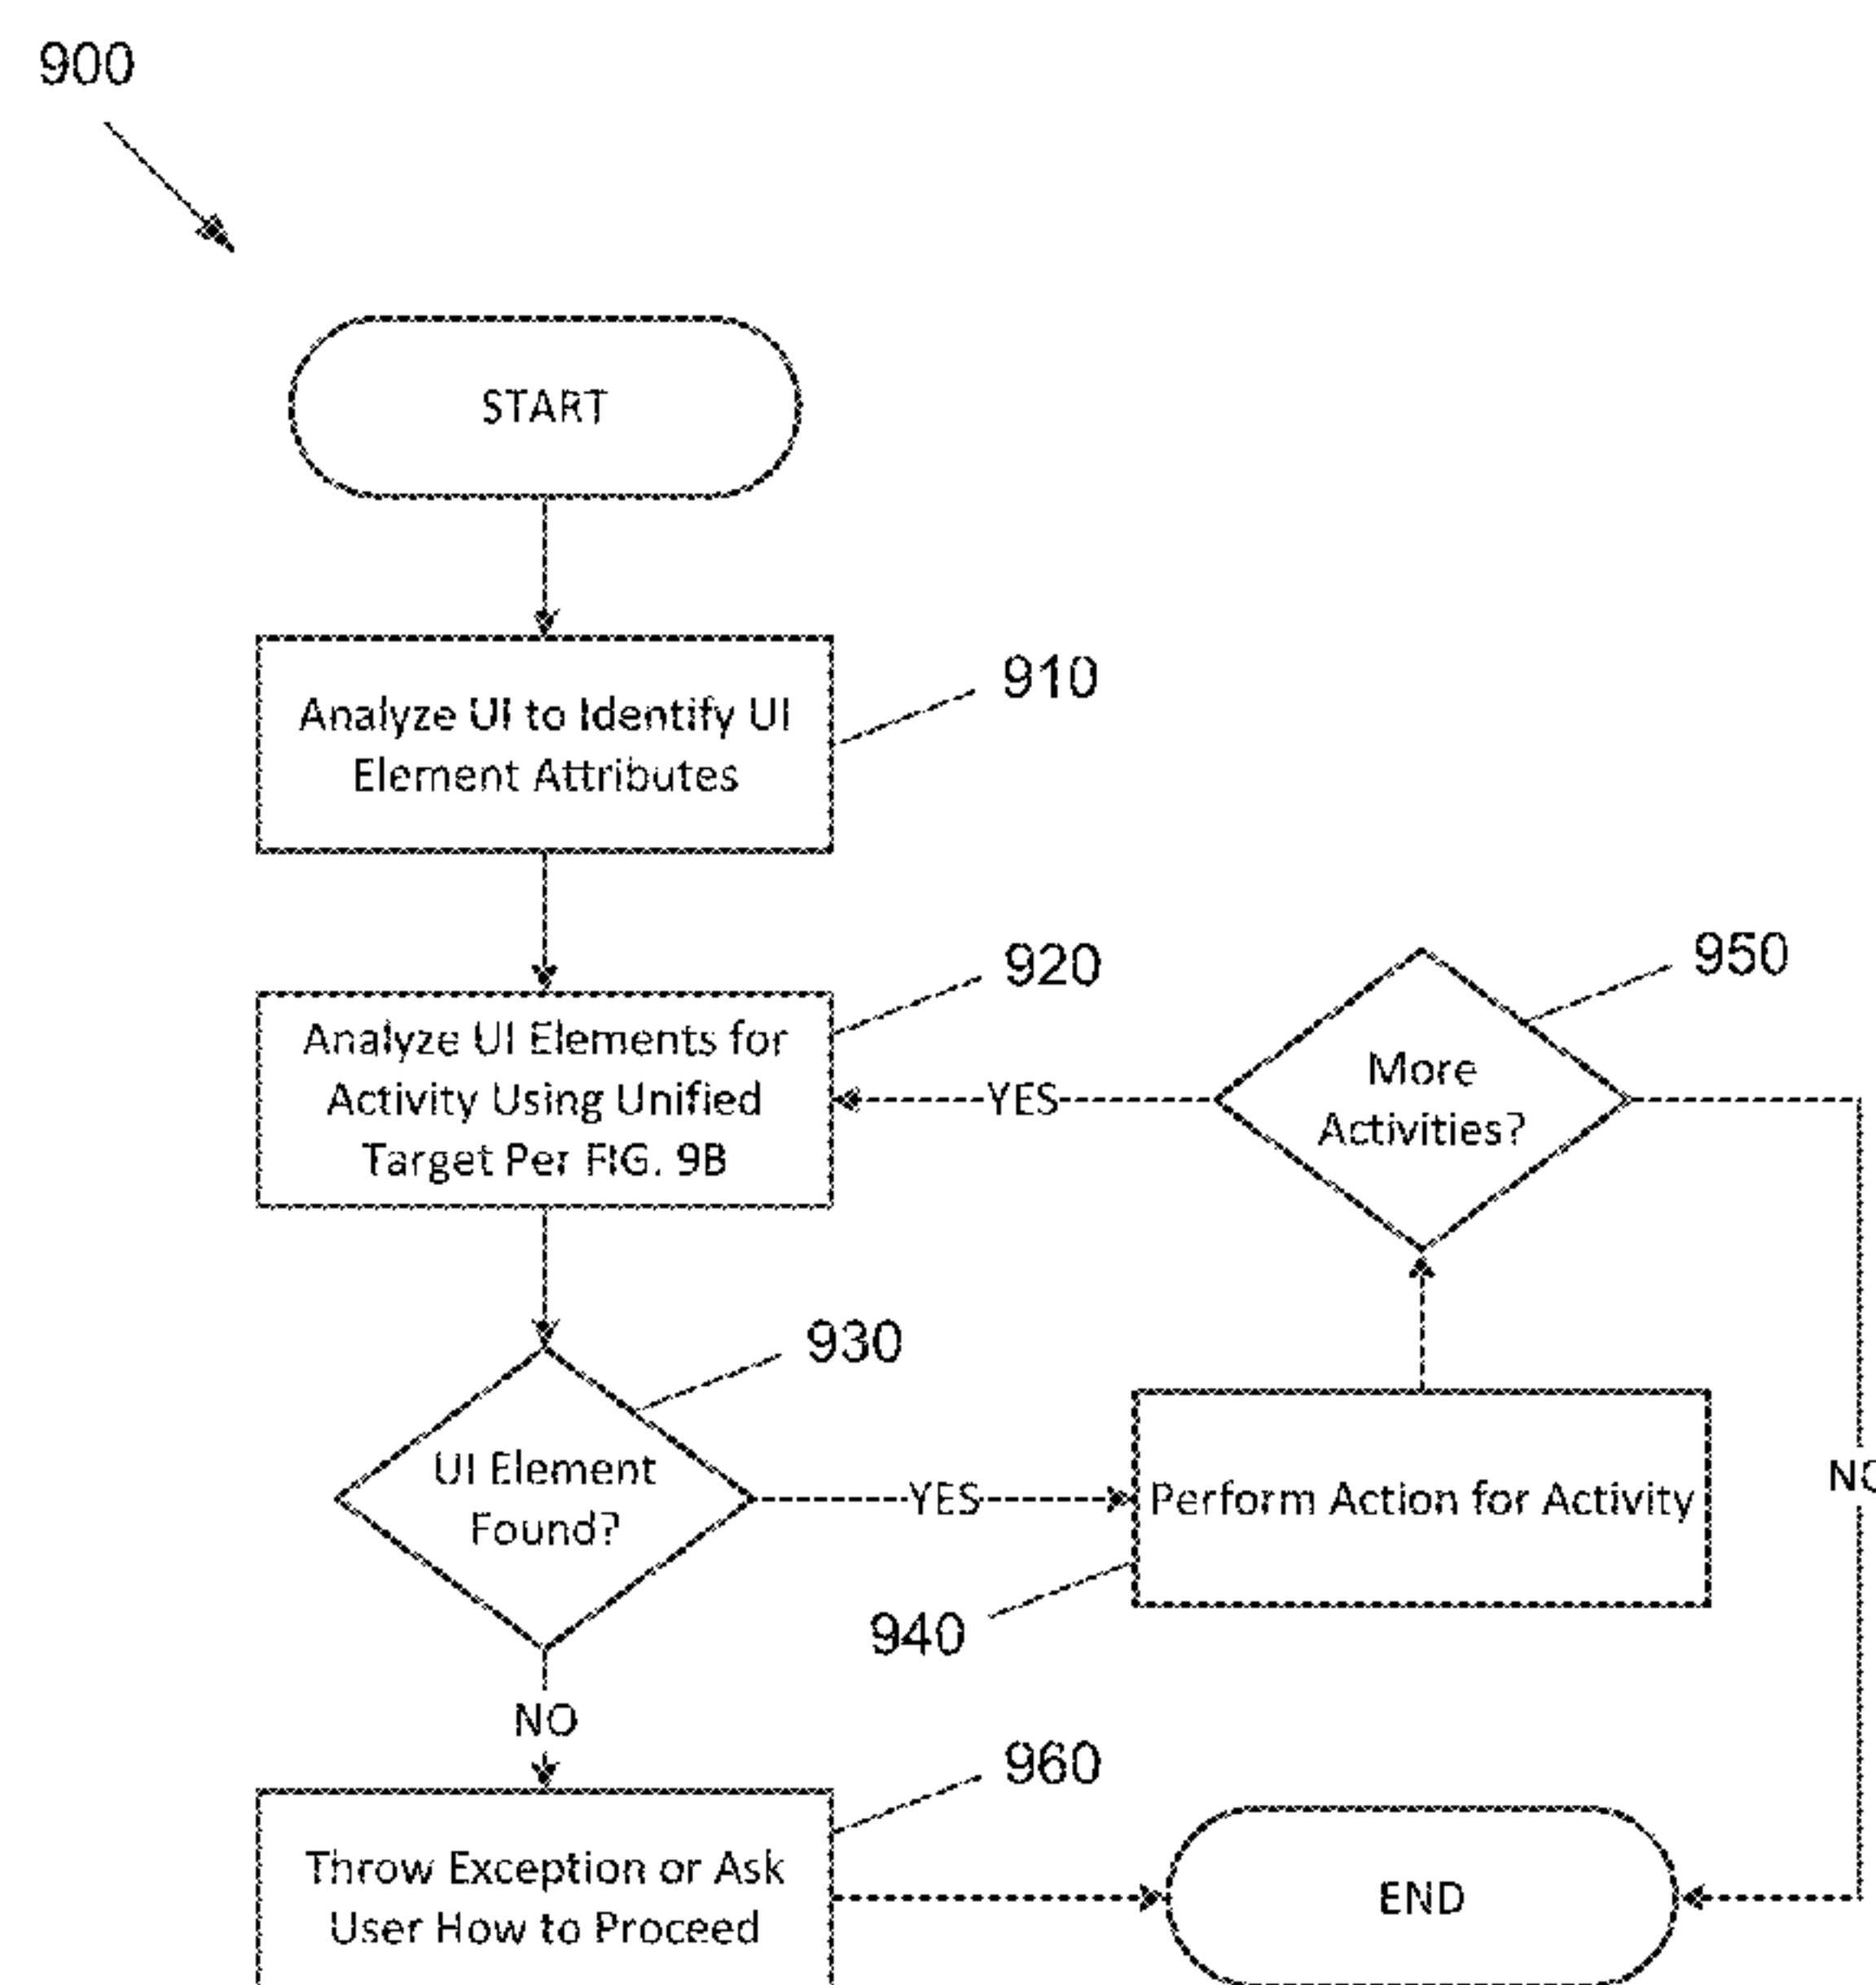 900
START
Analyze UI to Identify UI
Element Attributes
910
Analyze UI Elements for
Activity Using Unified
Target Per FIG. 9B
920
YES
More
Activities?
950
UI Element
Found?
930
YES
Perform Action for Activity
940
NO
NO
Throw Exception or Ask
User How to Proceed
960
END